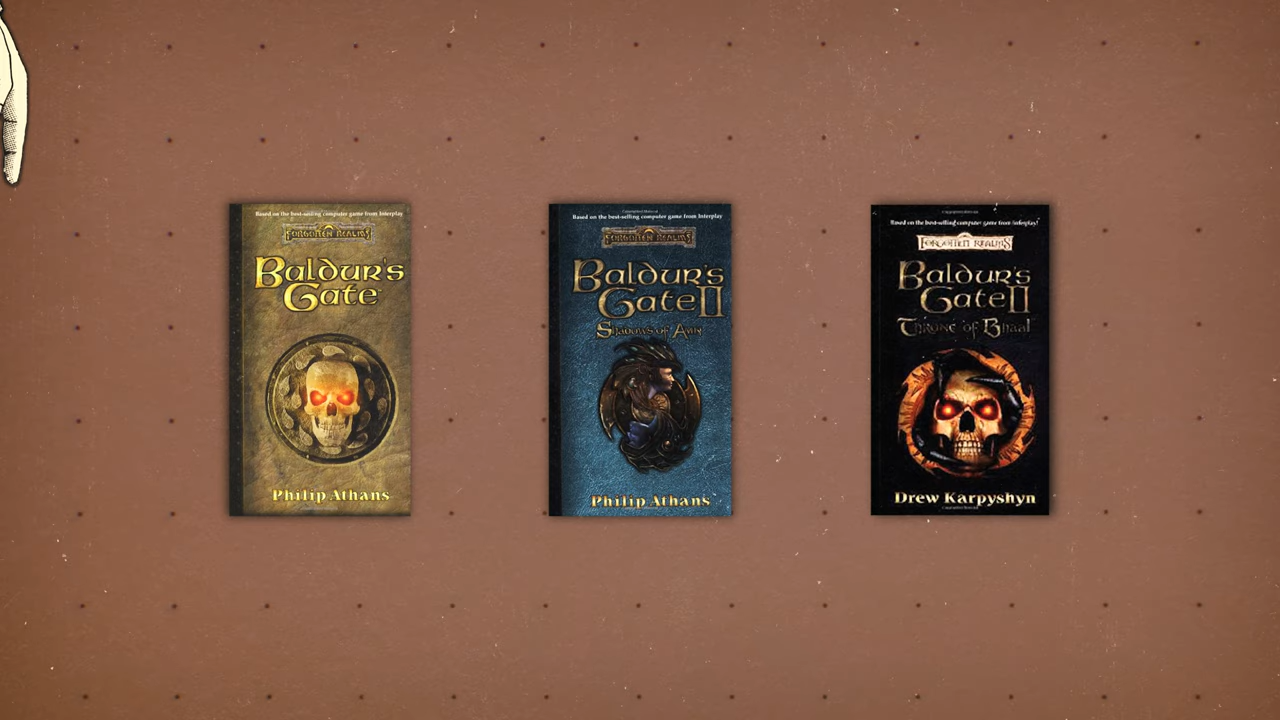 Based on the best-selling computer game from Interplay
FORGOTTEN REALMS
Baldur's
Gate
Philip Athans
Based on the best-selling computer game from Interplay
FORGOTTEN REALMS
Baldur's
Gate II
Shadows of Amn
Philip Athans
Based on the best-selling computer game from Interplay!
FORGOTTEN REALMS
Baldur's
Gate II
Throne of Bhaal
Drew Karpyshyn